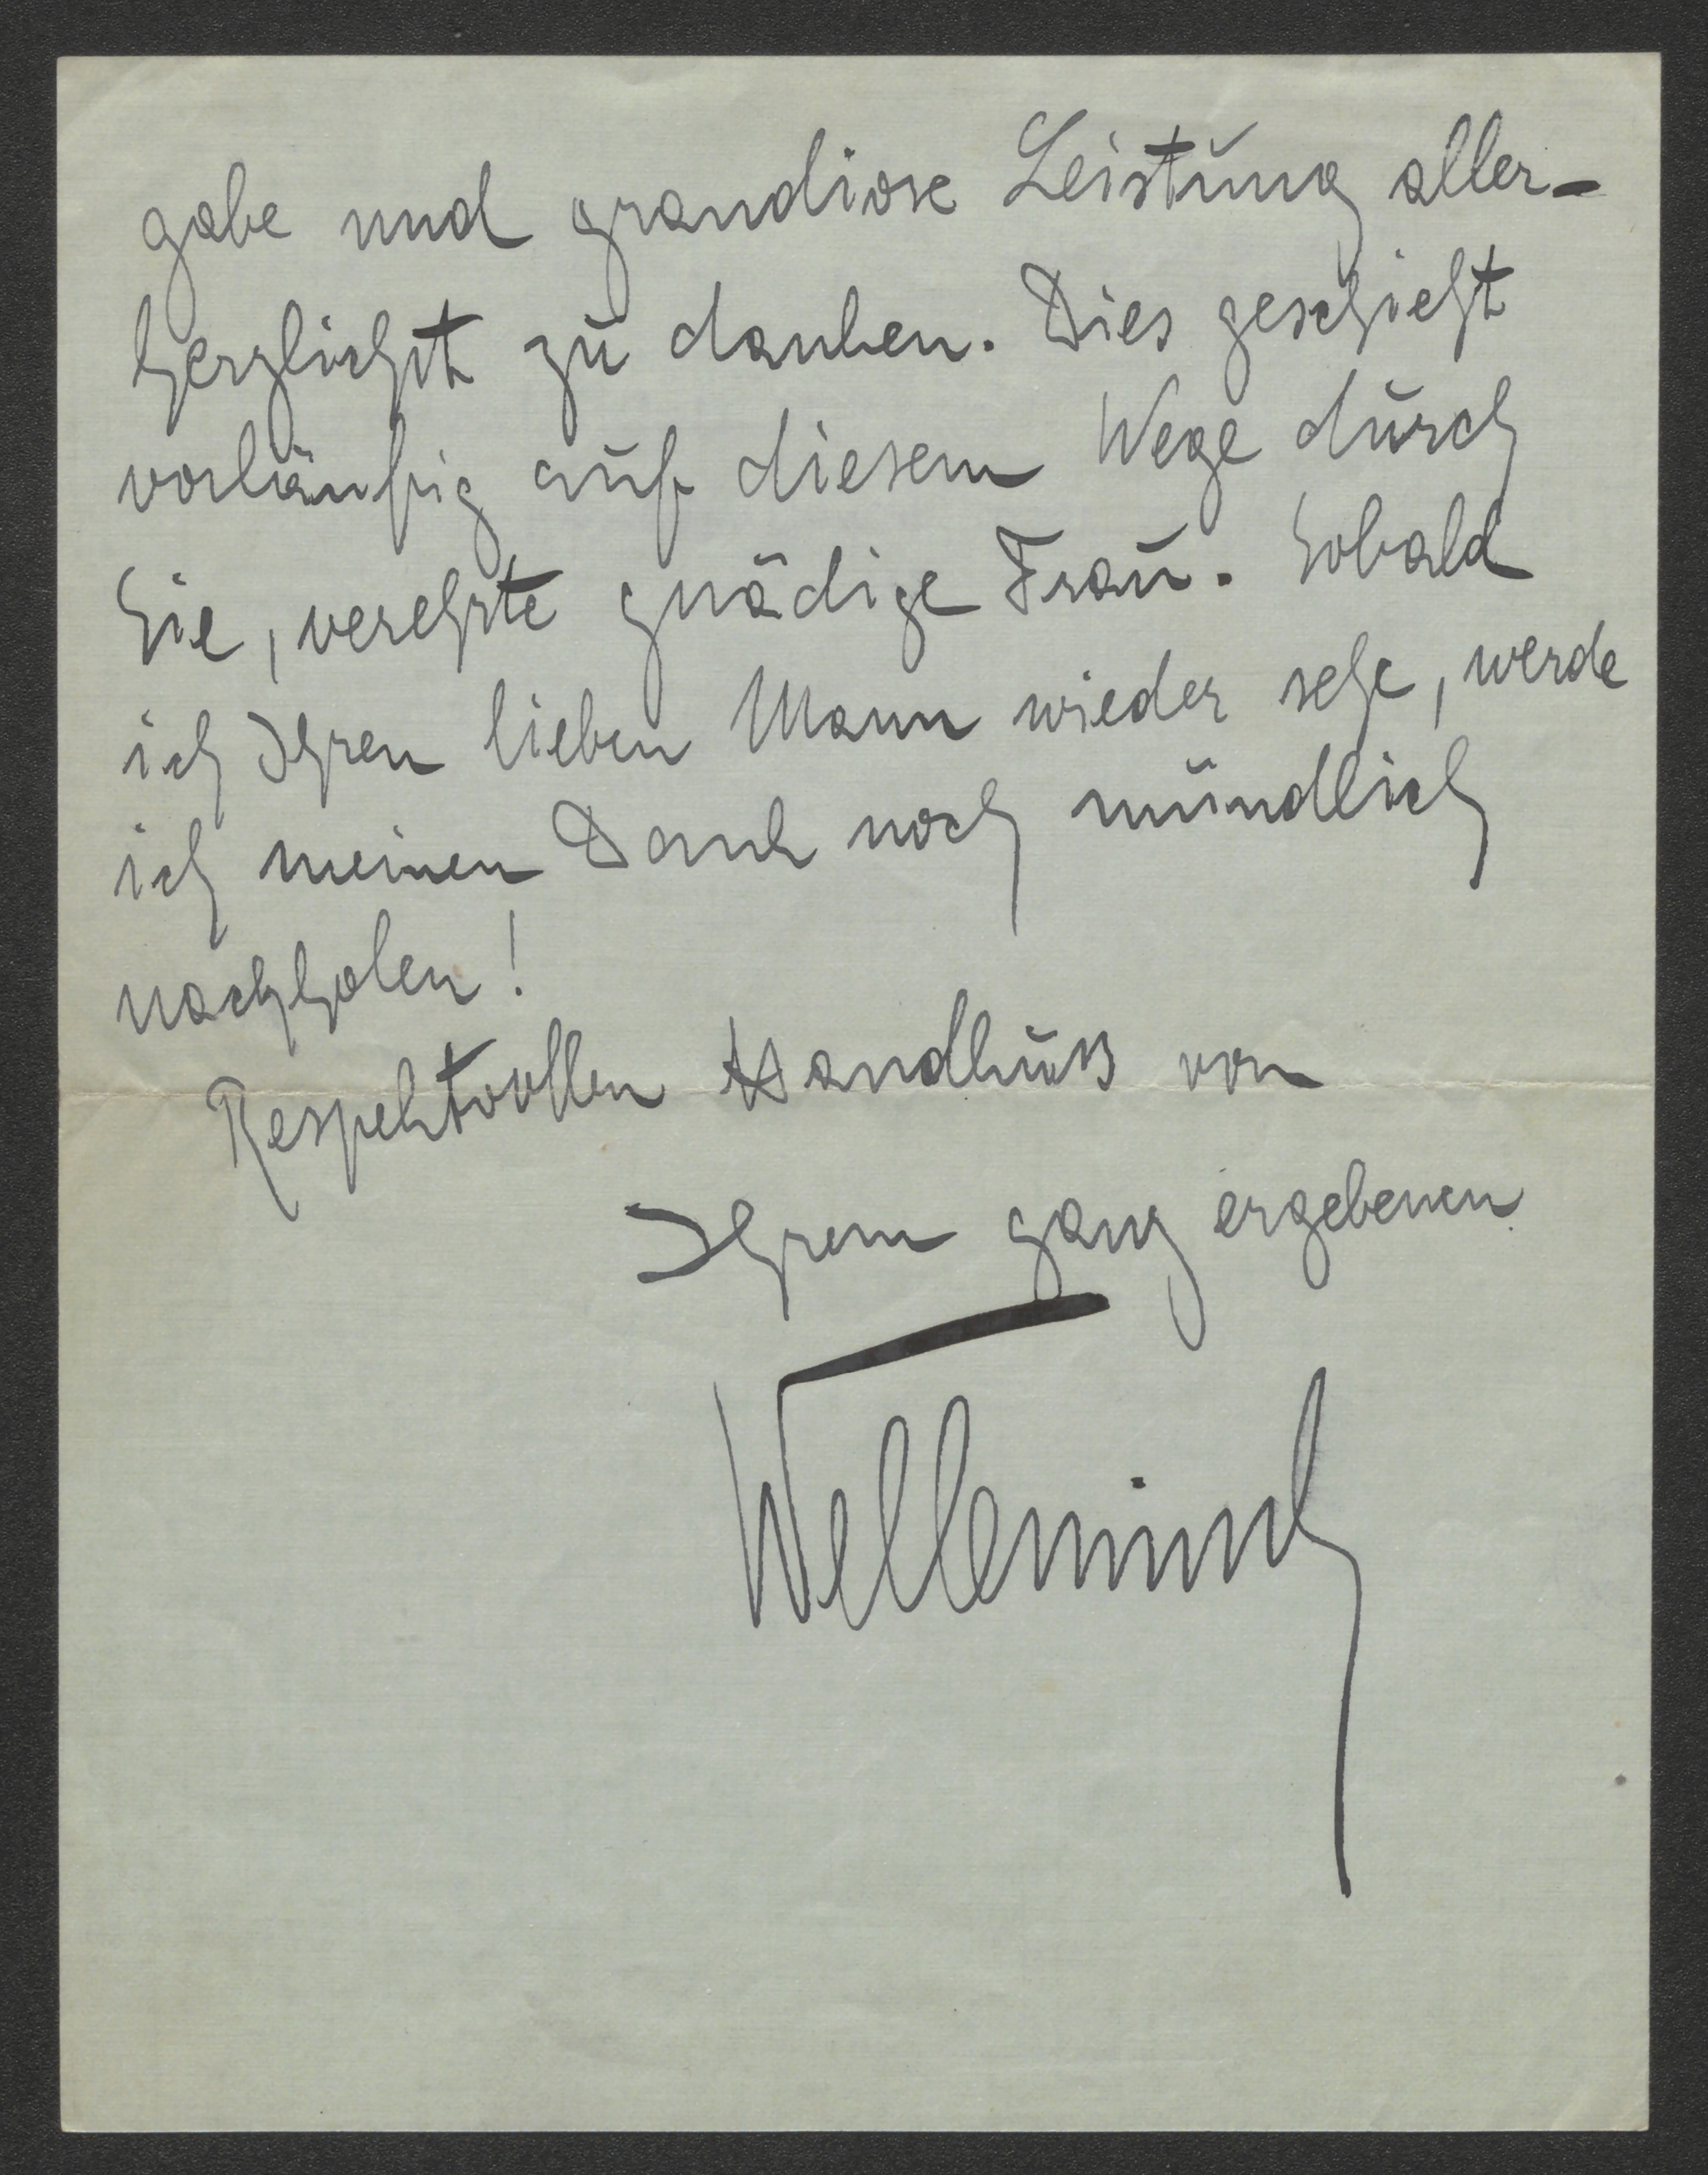 gabe und grandiose Leistung aller-
herzlichst zu danken. Dies geschieht
vorläufig auf diesem Wege durch
Sie, verehrte gnädige Frau. Sobald
ich Ihren lieben Mann wieder sehe, werde
ich meinen Dank noch mündlich
nachholen!
Respektvollen Handkuss von
Ihrem ganz ergebenen
Welleminsky